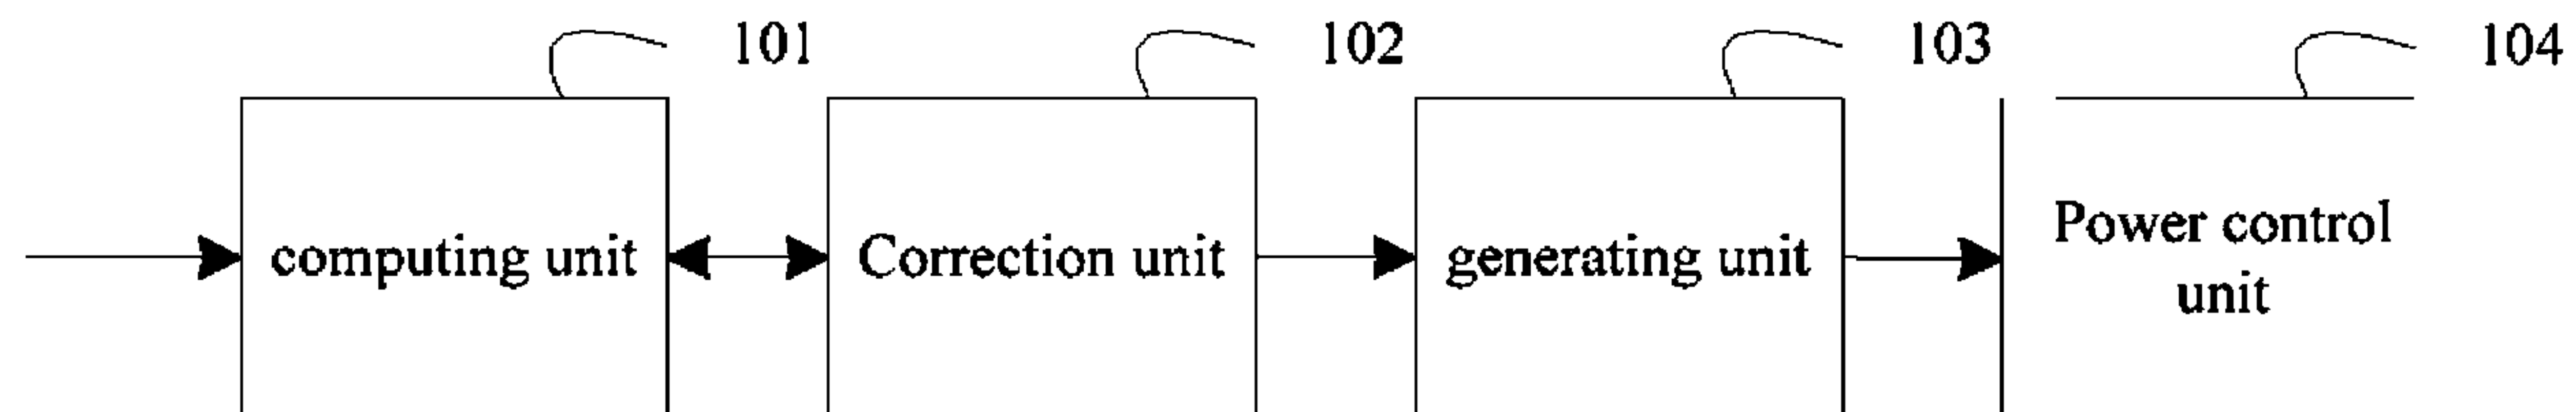 101
102
103
104
computing unit
Correction unit
generating unit
Power control
unit